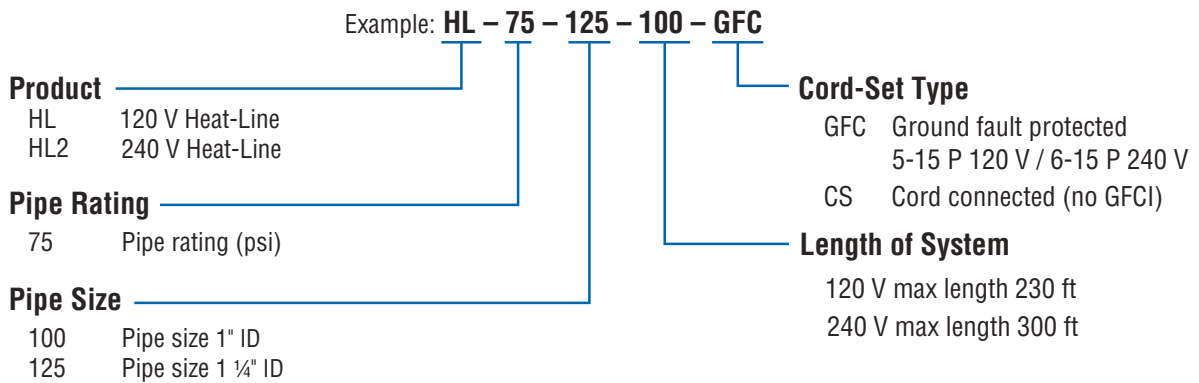 Example: HL – 75 – 125 – 100 – GFC
Product
HL 120 V Heat-Line
HL2 240 V Heat-Line
Pipe Rating
75 Pipe rating (psi)
Pipe Size
100 Pipe size 1" ID
125 Pipe size 1 ¼" ID
Cord-Set Type
GFC Ground fault protected
5-15 P 120 V / 6-15 P 240 V
CS Cord connected (no GFCI)
Length of System
120 V max length 230 ft
240 V max length 300 ft